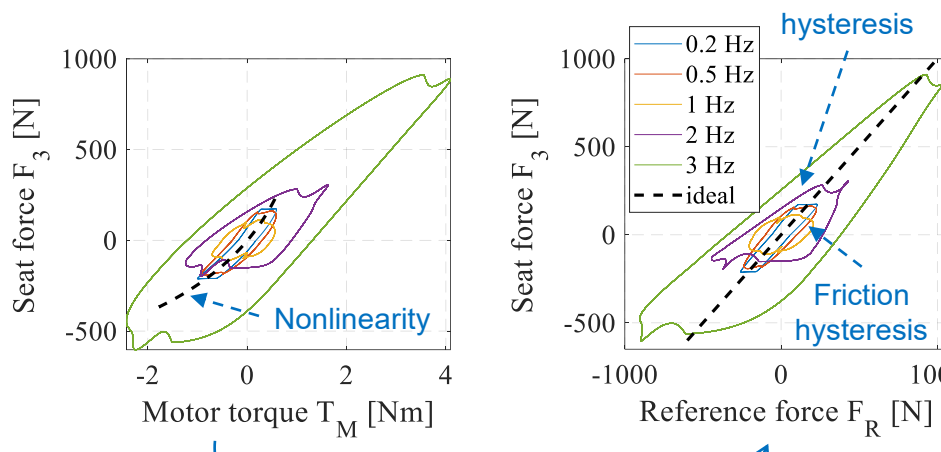 hysteresis
1000
500
0
-500
Seat force F3 [N]
-2
0
2
4
Motor torque TM [Nm]
Nonlinearity
1000
500
0
-500
Seat force F3 [N]
0.2 Hz
0.5 Hz
1 Hz
2 Hz
3 Hz
ideal
Friction
hysteresis
-1000
0
100
Reference force FR [N]